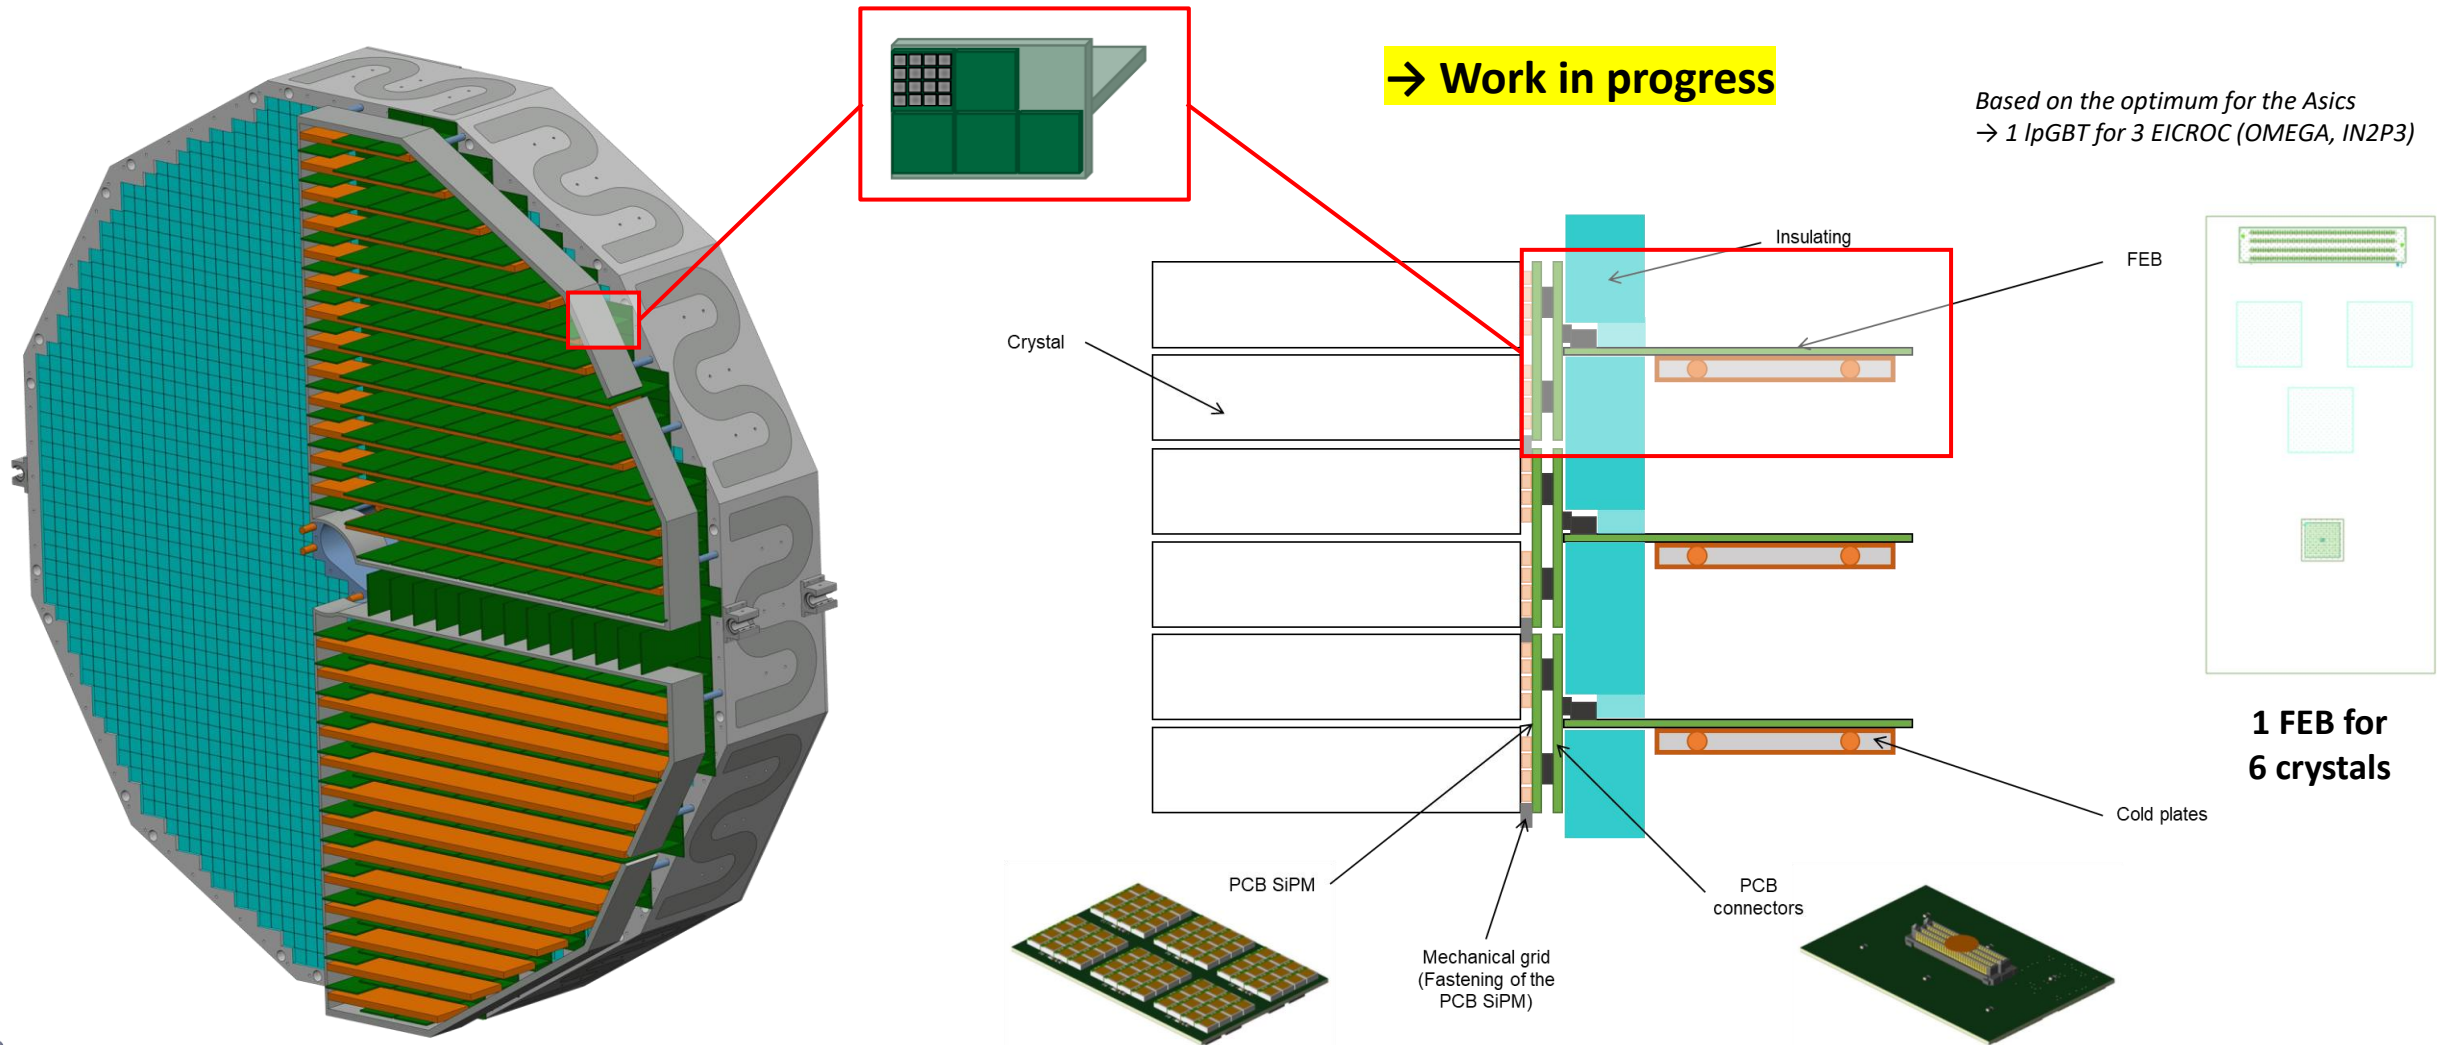 → Work in progress
Based on the optimum for the Asics
→ 1 lpGBT for 3 EICROC (OMEGA, IN2P3)
Insulating
FEB
Crystal
1 FEB for
6 crystals
Cold plates
PCB SiPM
PCB
connectors
Mechanical grid
(Fastening of the
PCB SiPM)